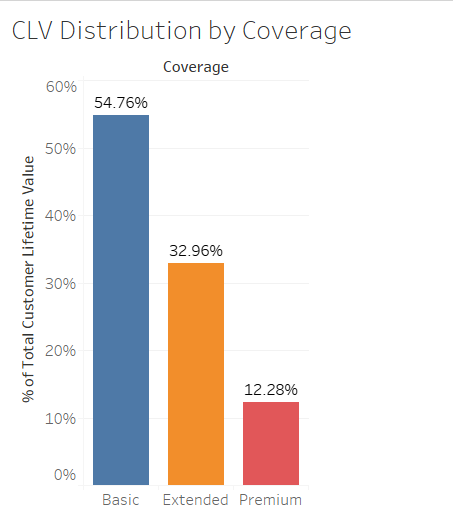 CLV Distribution by Coverage
Coverage
60%
54.76%
50%
40%
32.96%
30%
20%
12.28%
10%
0%
% of Total Customer Lifetime Value
Basic Extended Premium